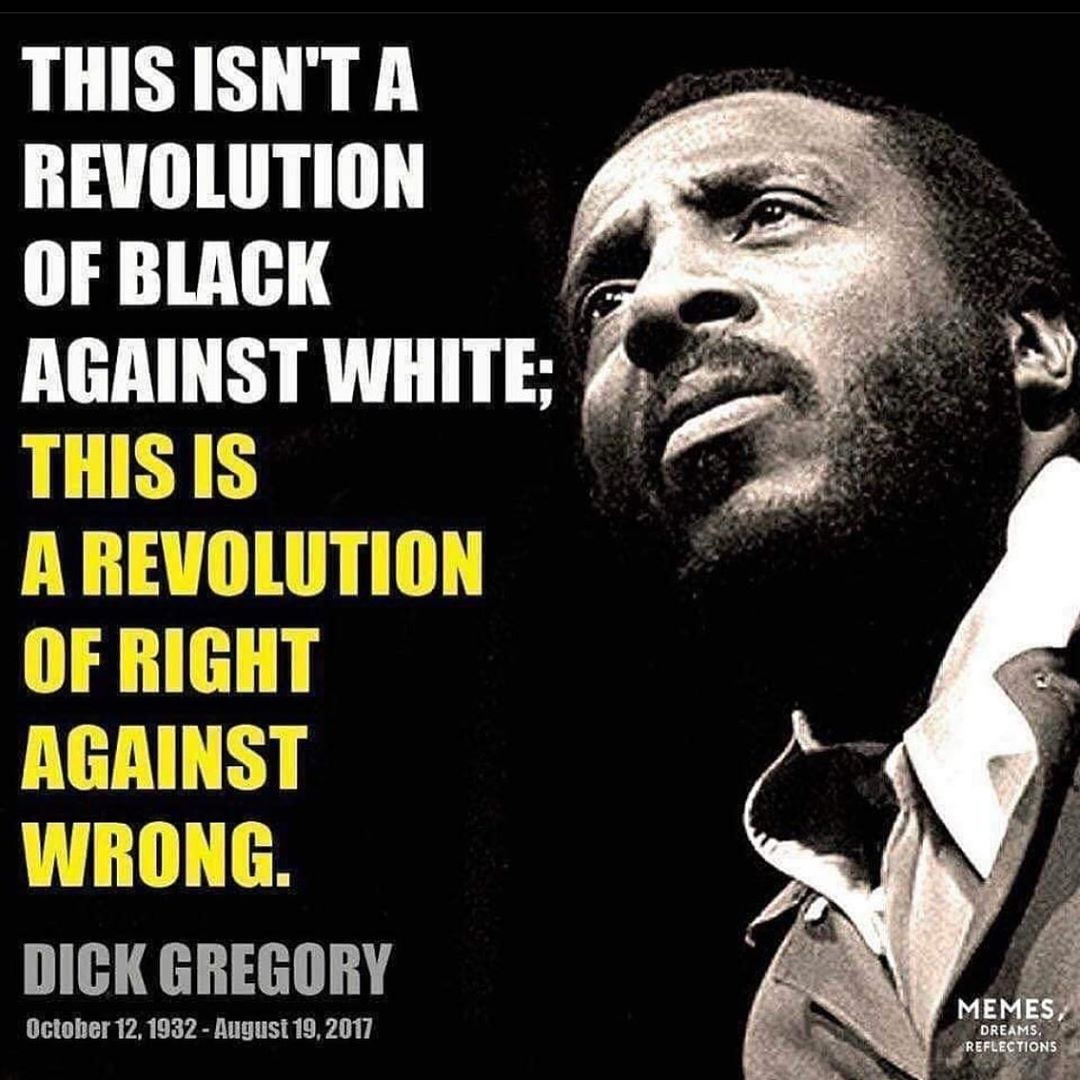 THIS ISN'T A
REVOLUTION
OF BLACK
AGAINST WHITE;
THIS IS
A REVOLUTION
OF RIGHT
AGAINST
WRONG.
DICK GREGORY
October 12, 1932 - August 19, 2017
MEMES,
DREAMS,
REFLECTIONS